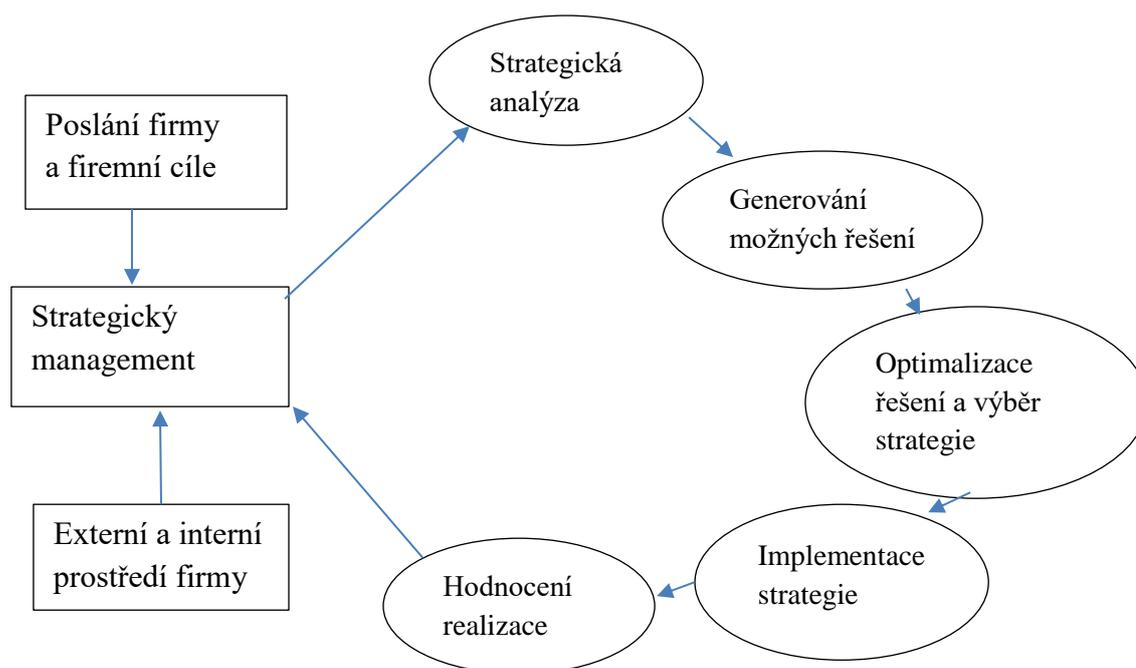 Strategická
analýza
Poslání firmy
a firemní cíle
Generování
možných řešení
Strategický
management
Optimalizace
řešení a výběr
strategie
Externí a interní
prostředí firmy
Implementace
strategie
Hodnocení
realizace